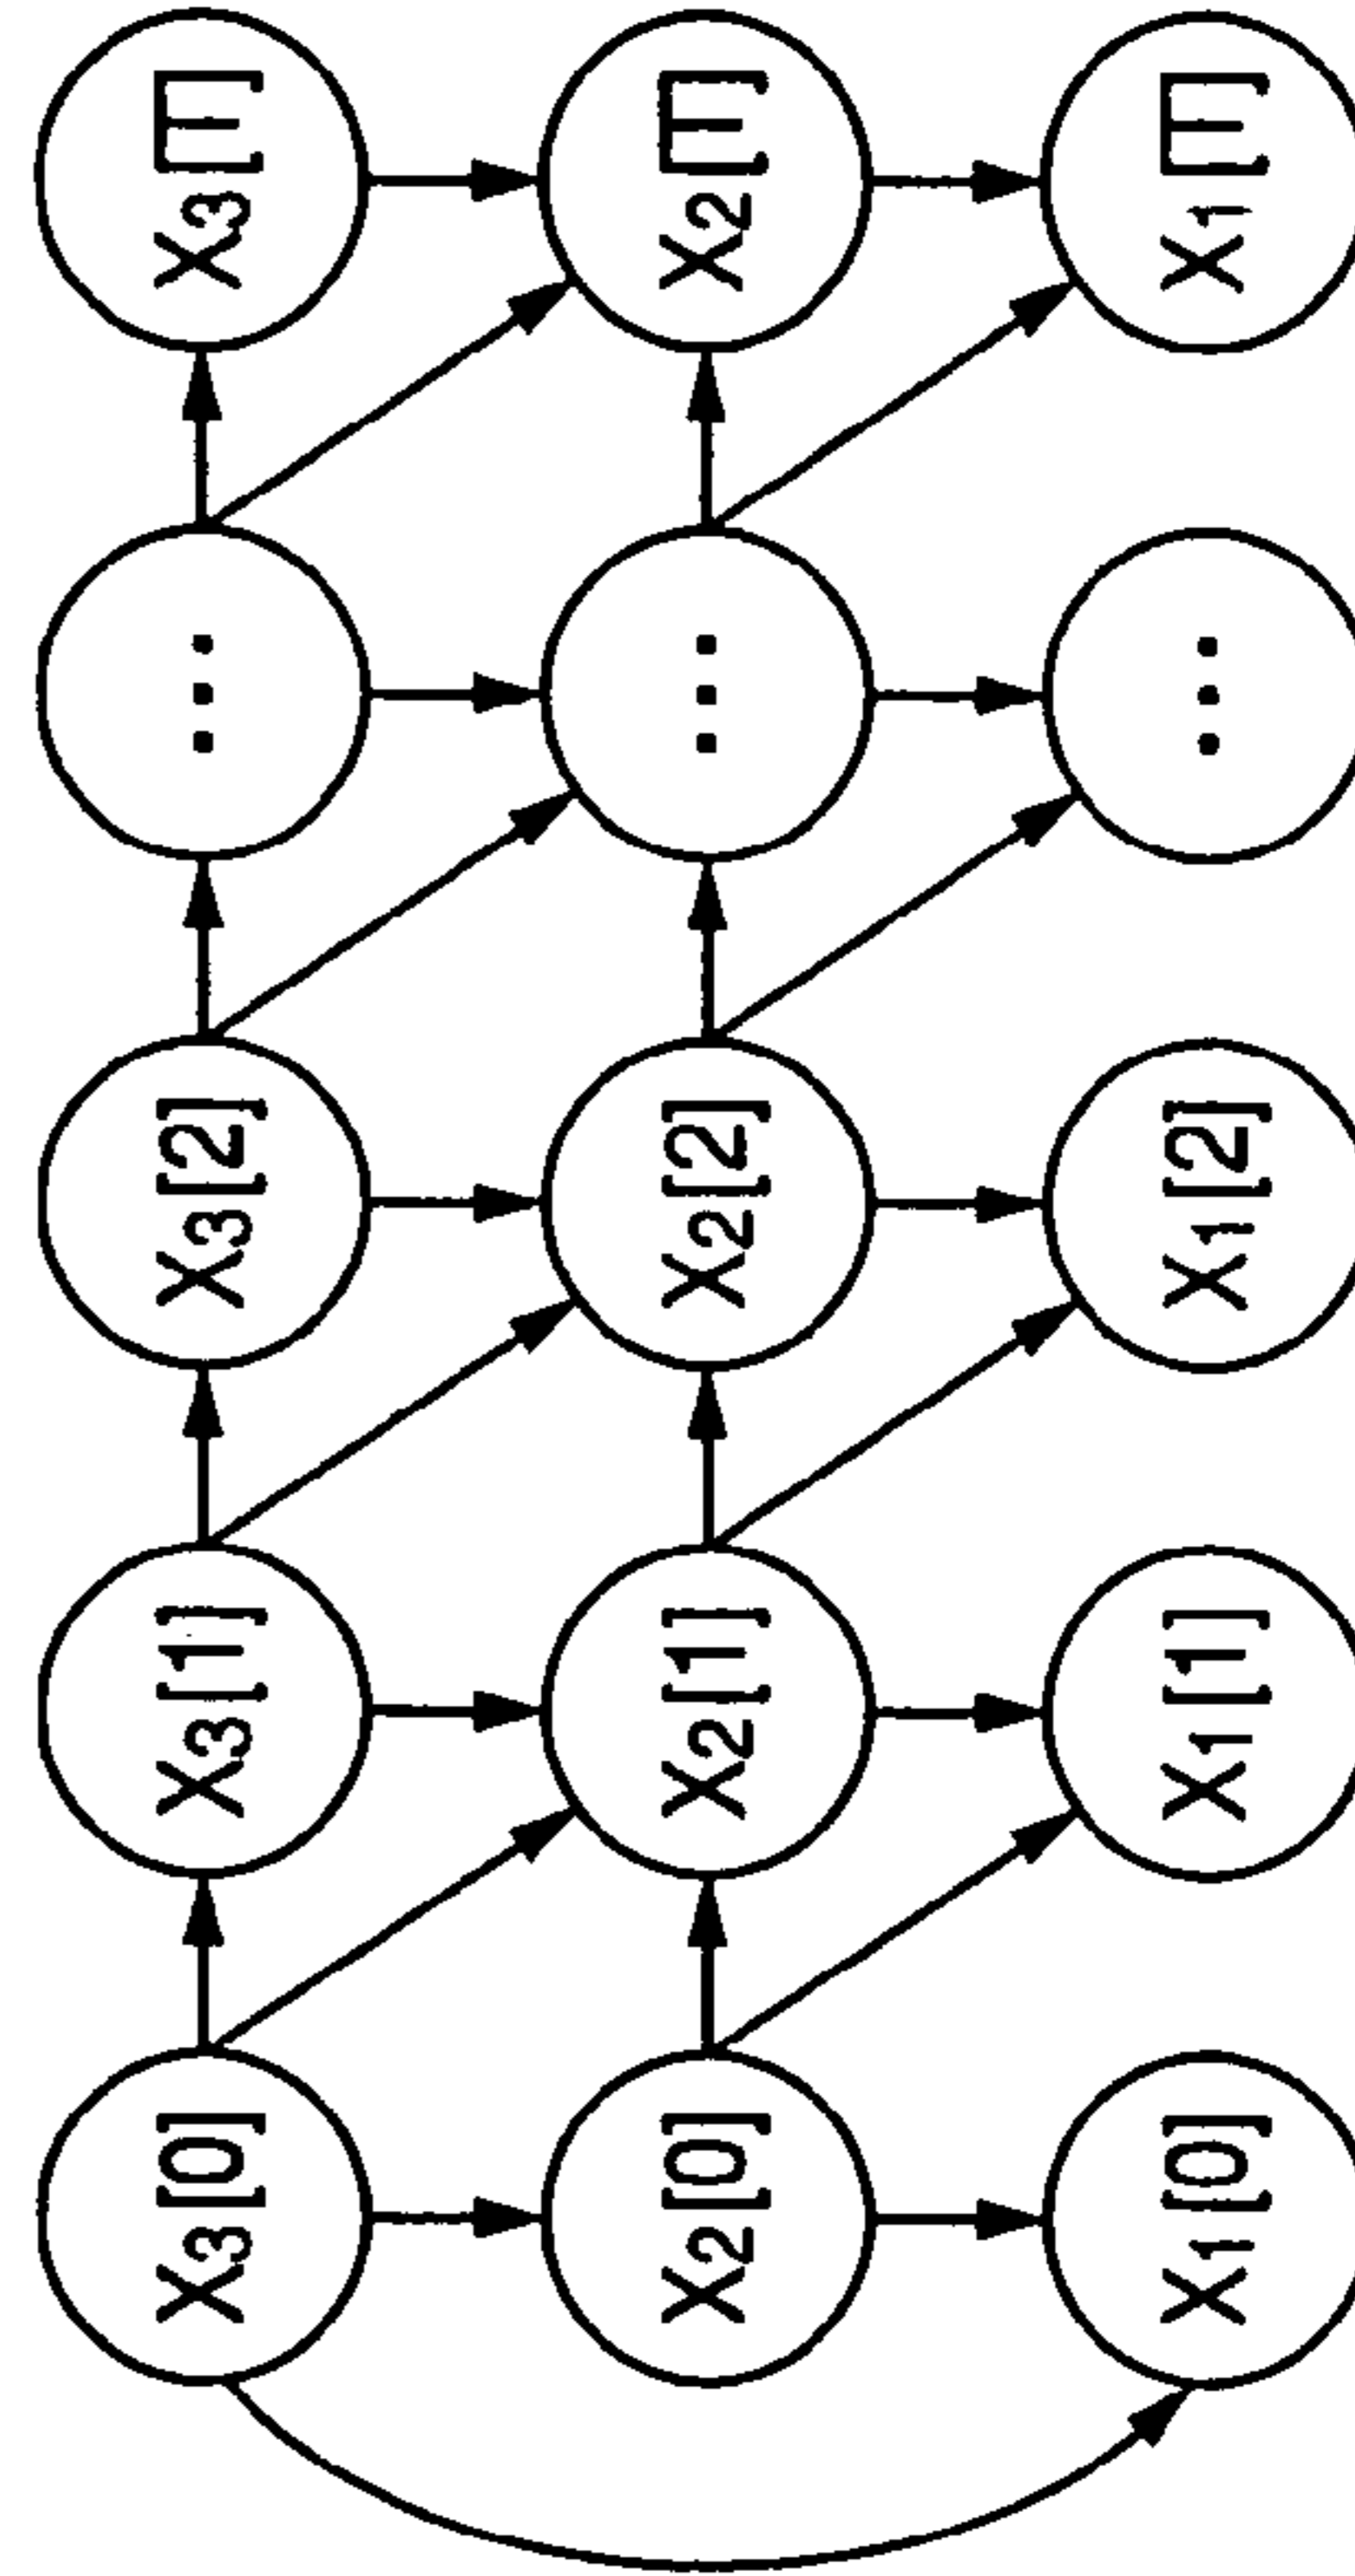 x₃[0] x₃[1] x₃[2] ... x₃[T]
x₂[0] x₂[1] x₂[2] ... x₂[T]
x₁[0] x₁[1] x₁[2] ... x₁[T]